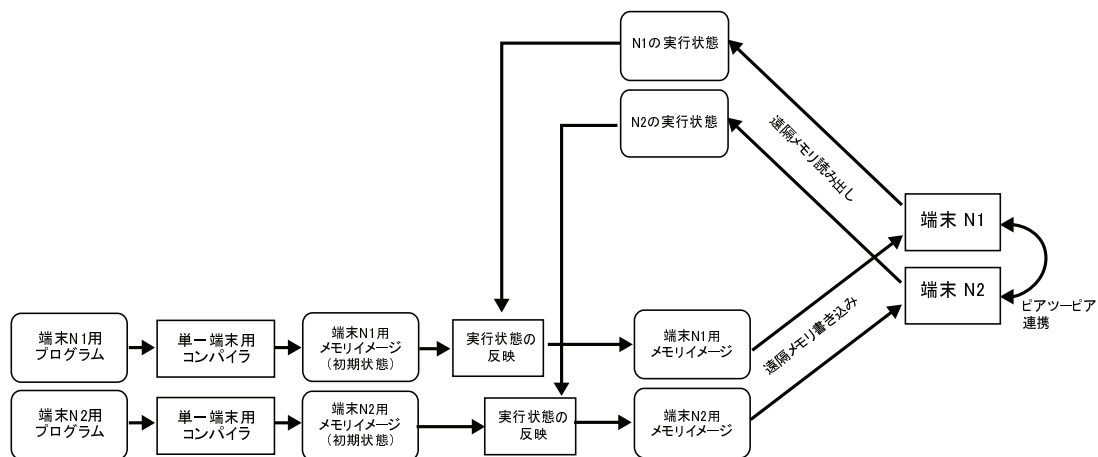 N1の実行状態
N2の実行状態
遠隔メモリ読み出し
端末 N1
端末 N2
ピアツーピア
連携
遠隔メモリ書き込み
端末N1用
プログラム
単一端末用
コンパイラ
端末N1用
メモリイメージ
(初期状態)
実行状態の
反映
端末N1用
メモリイメージ
端末N2用
プログラム
単一端末用
コンパイラ
端末N2用
メモリイメージ
(初期状態)
実行状態の
反映
端末N2用
メモリイメージ